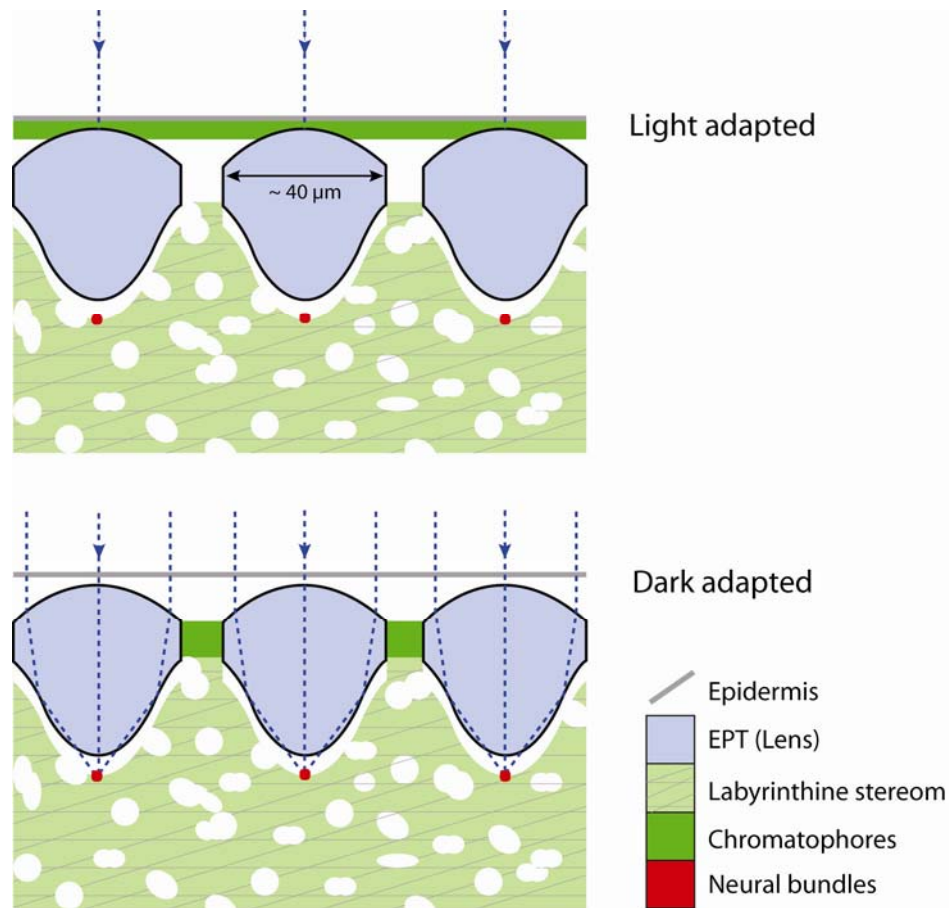 Light adapted
~ 40 µm
Dark adapted
Epidermis
EPT (Lens)
Labyrinthine stereom
Chromatophores
Neural bundles